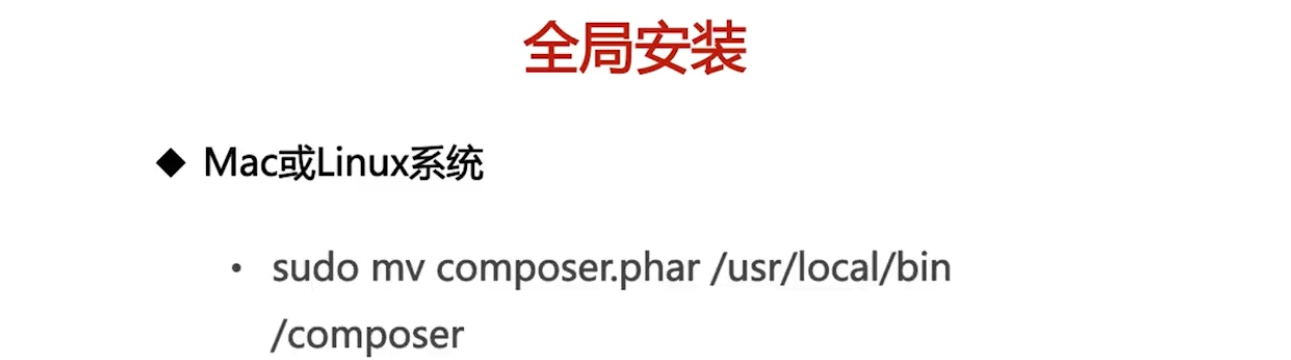 全局安装
◆ Mac或Linux系统
• sudo mv composer.phar /usr/local/bin
/composer